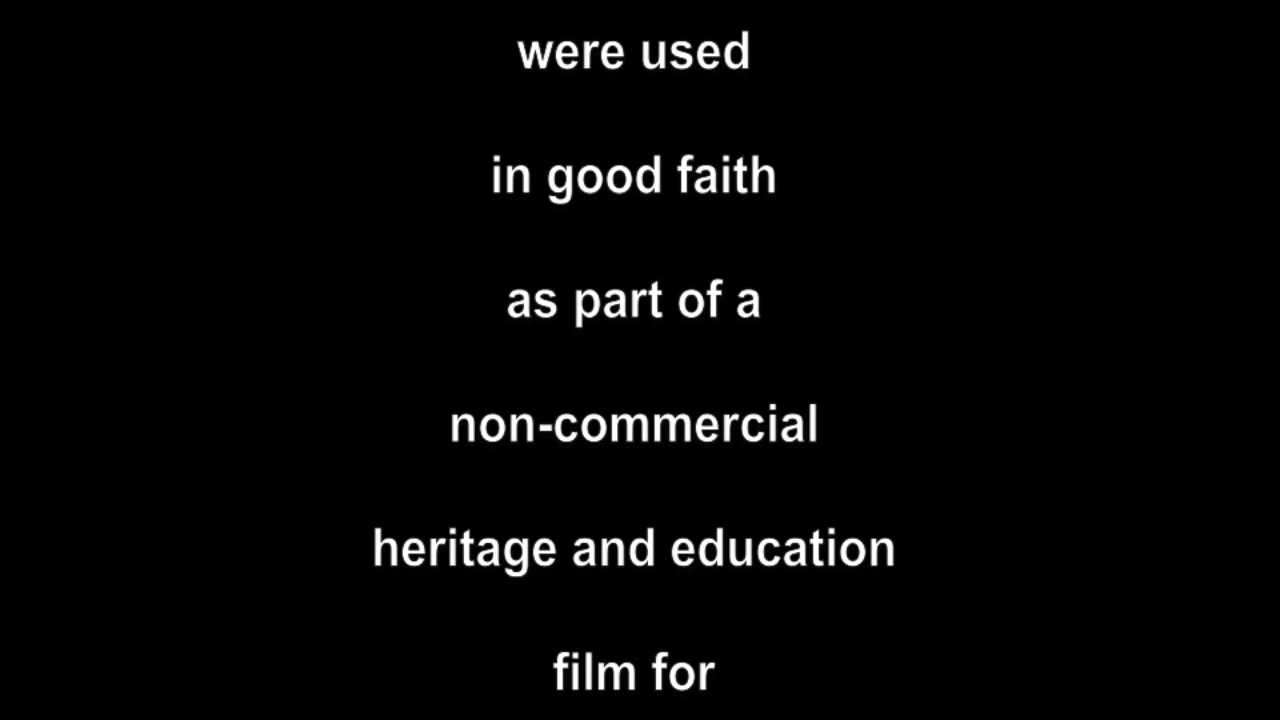 were used
in good faith
as part of a
non-commercial
heritage and education
film for